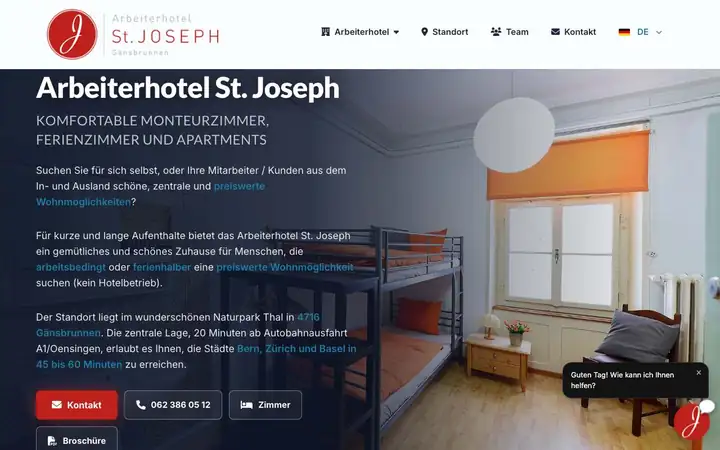 Arbeiterhotel
St. JOSEPH
Gänsbrunnen
Arbeiterhotel
Standort
Team
Kontakt
DE
Arbeiterhotel St. Joseph
KOMFORTABLE MONTEURZIMMER,
FERIENZIMMER UND APARTMENTS
Suchen Sie für sich selbst, oder Ihre Mitarbeiter / Kunden aus dem
In- und Ausland schöne, zentrale und preiswerte
Wohnmöglichkeiten?
Für kurze und lange Aufenthalte bietet das Arbeiterhotel St. Joseph
ein gemütliches und schönes Zuhause für Menschen, die
arbeitsbedingt oder ferienhalber eine preiswerte Wohnmöglichkeit
suchen (kein Hotelbetrieb).
Der Standort liegt im wunderschönen Naturpark Thal in 4716
Gänsbrunnen. Die zentrale Lage, 20 Minuten ab Autobahnausfahrt
A1/Oensingen, erlaubt es Ihnen, die Städte Bern, Zürich und Basel in
45 bis 60 Minuten zu erreichen.
Kontakt
062 386 05 12
Zimmer
Broschüre
Guten Tag! Wie kann ich Ihnen
helfen?